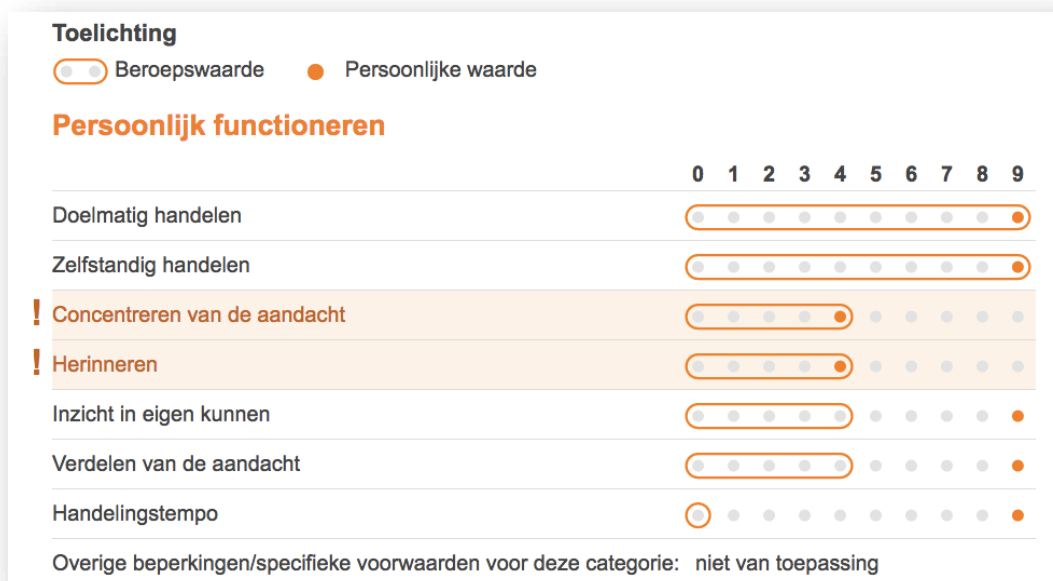 Toelichting
Beroepswaarde Persoonlijke waarde
Persoonlijk functioneren
0 1 2 3 4 5 6 7 8 9
Doelmatig handelen
Zelfstandig handelen
! Concentreren van de aandacht
! Herinneren
Inzicht in eigen kunnen
Verdelen van de aandacht
Handelingstempo
Overige beperkingen/specifieke voorwaarden voor deze categorie: niet van toepassing